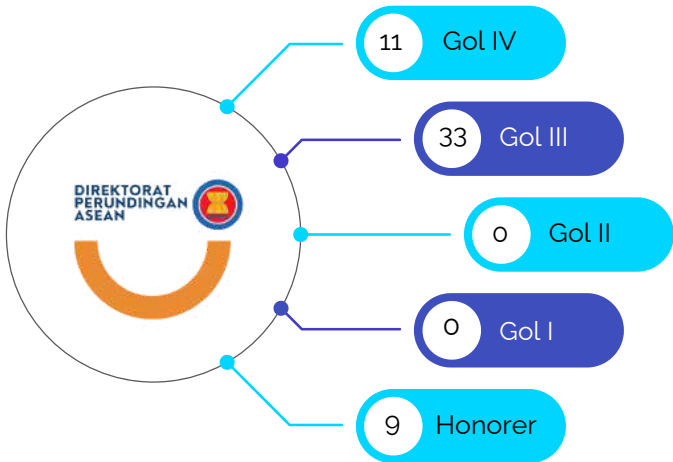 11 Gol IV
33 Gol III
DIREKTORAT
PERUNDINGAN
ASEAN
0 Gol II
0 Gol I
9 Honorer